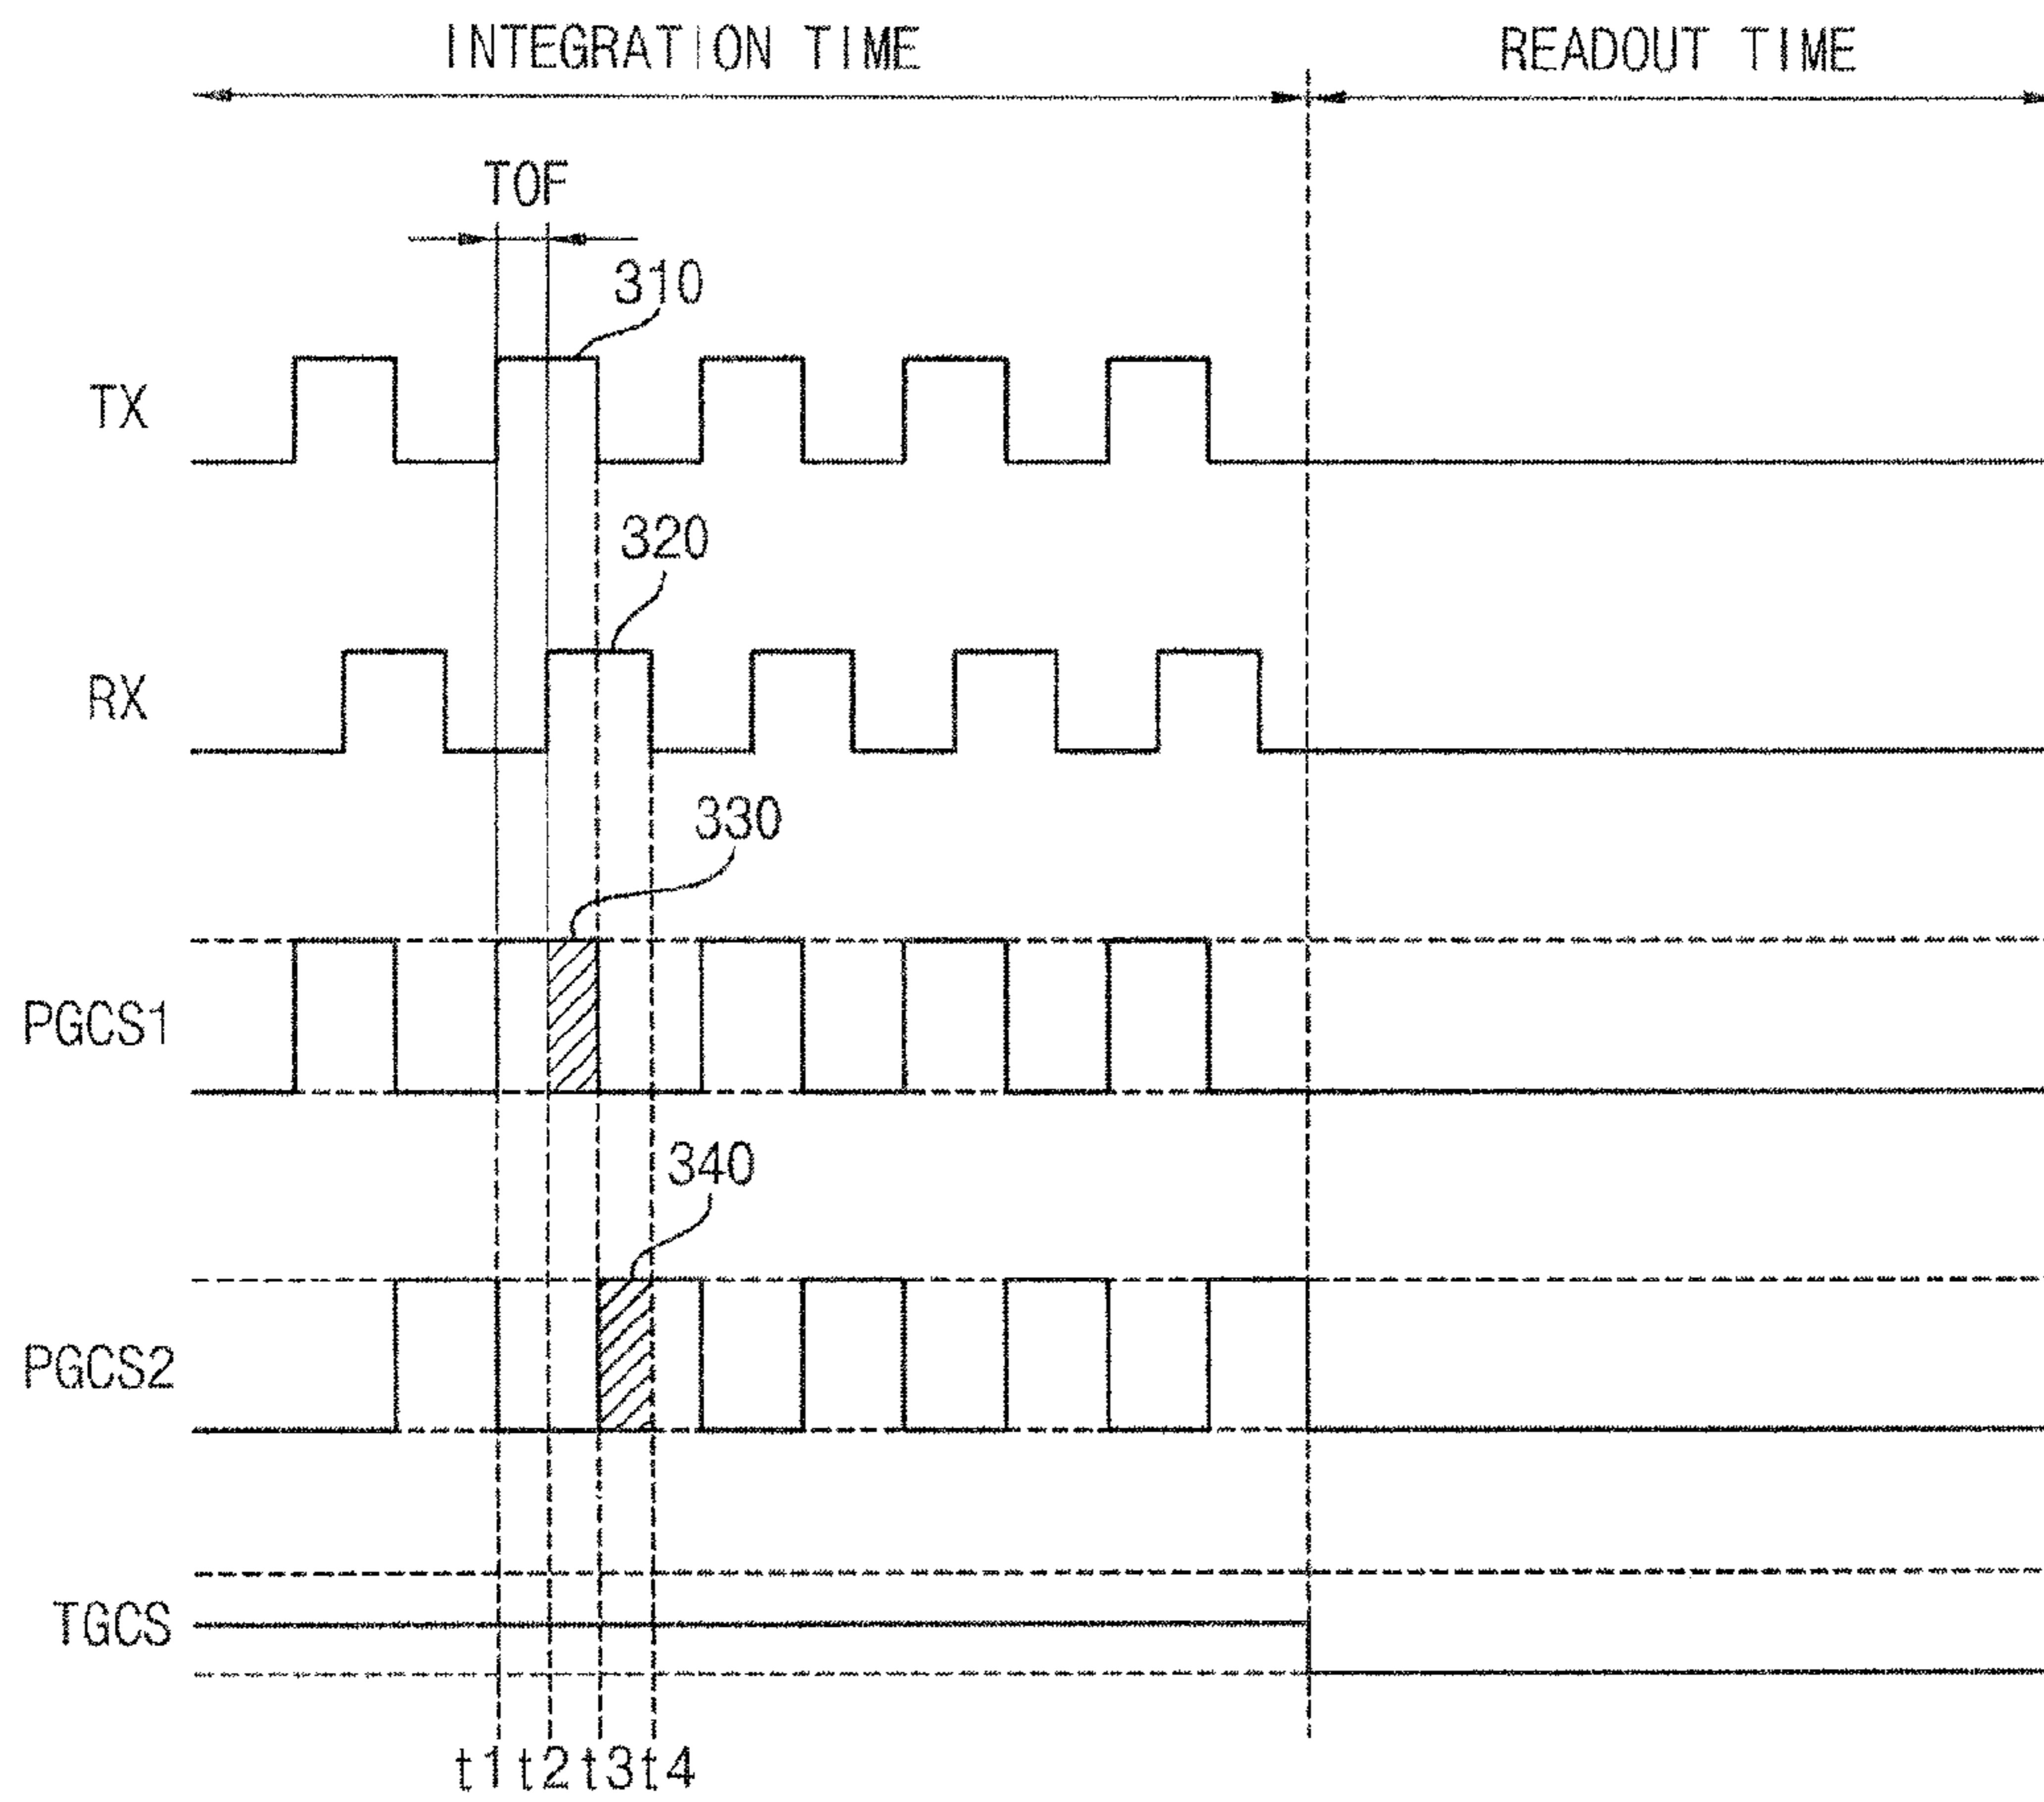 INTEGRATION TIME
READOUT TIME
TOF
310
TX
320
RX
330
PGCS1
340
PGCS2
TGCS
t1 t2 t3 t4